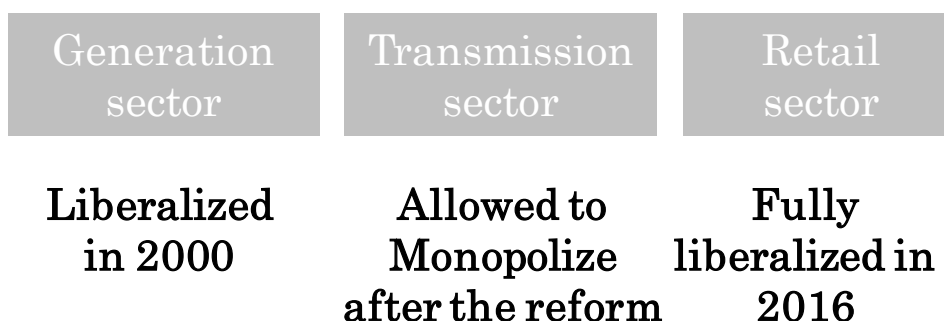 Generation
sector
Transmission
sector
Retail
sector
Liberalized
in 2000
Allowed to
Monopolize
after the reform
Fully
liberalized in
2016